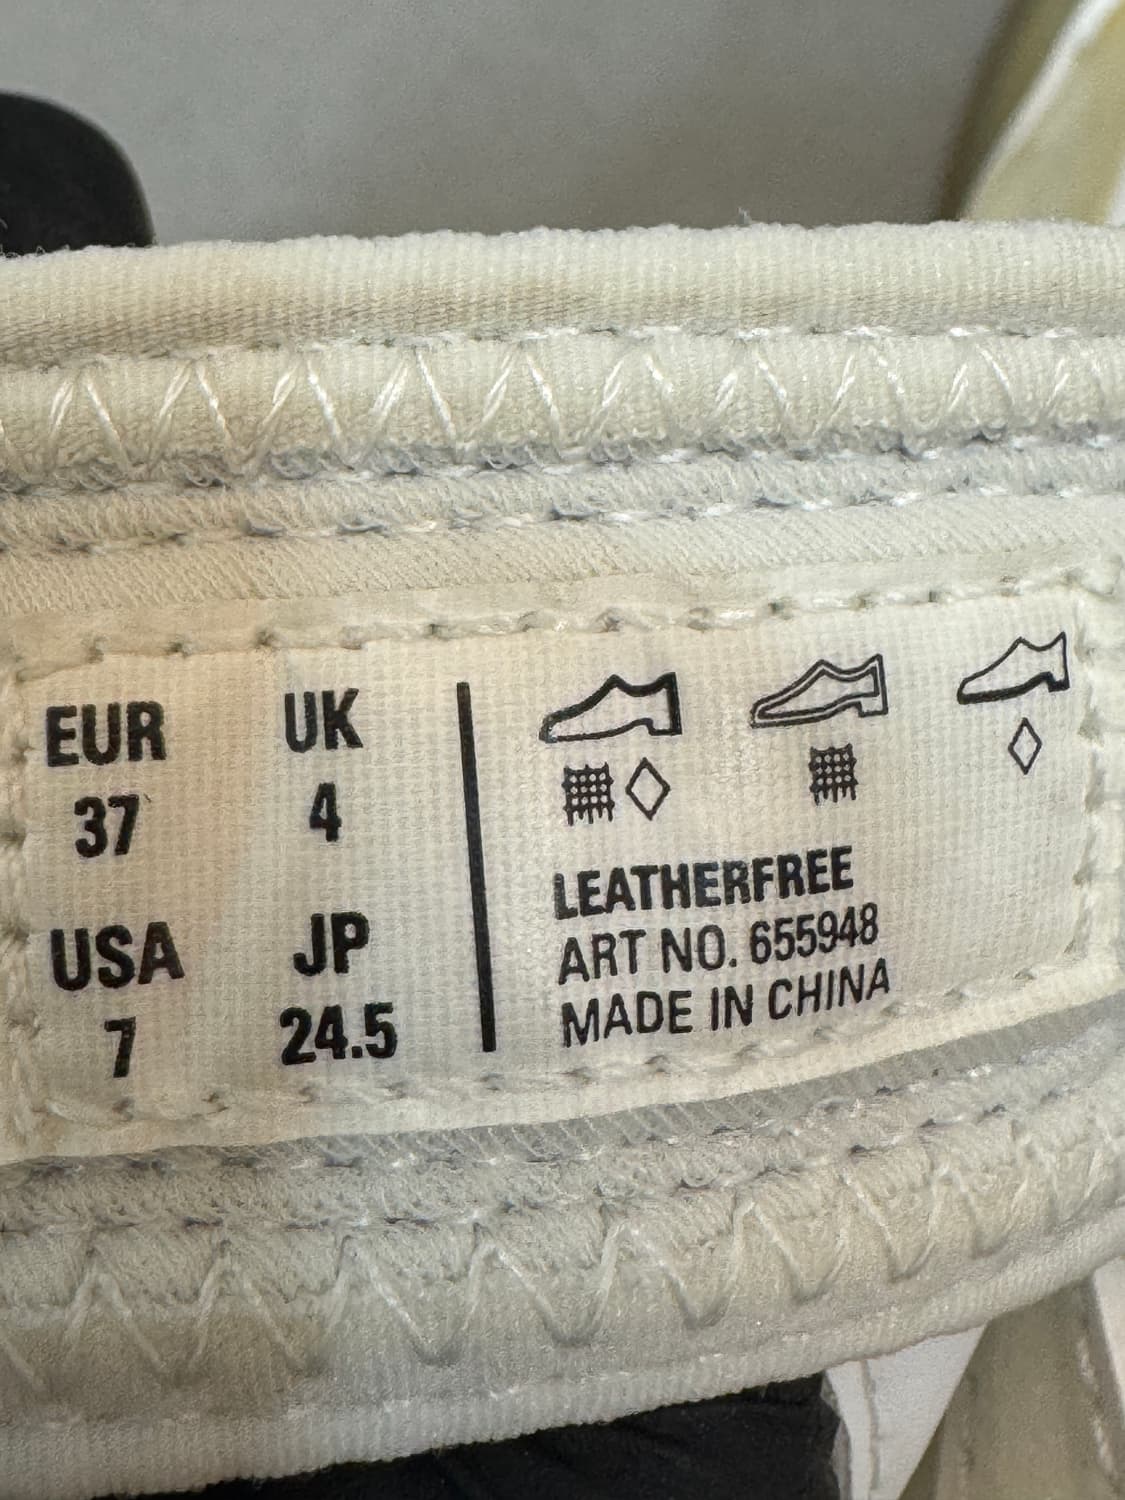 EUR UK
37 4
USA JP
7 24.5
LEATHERFREE
ART NO. 655948
MADE IN CHINA